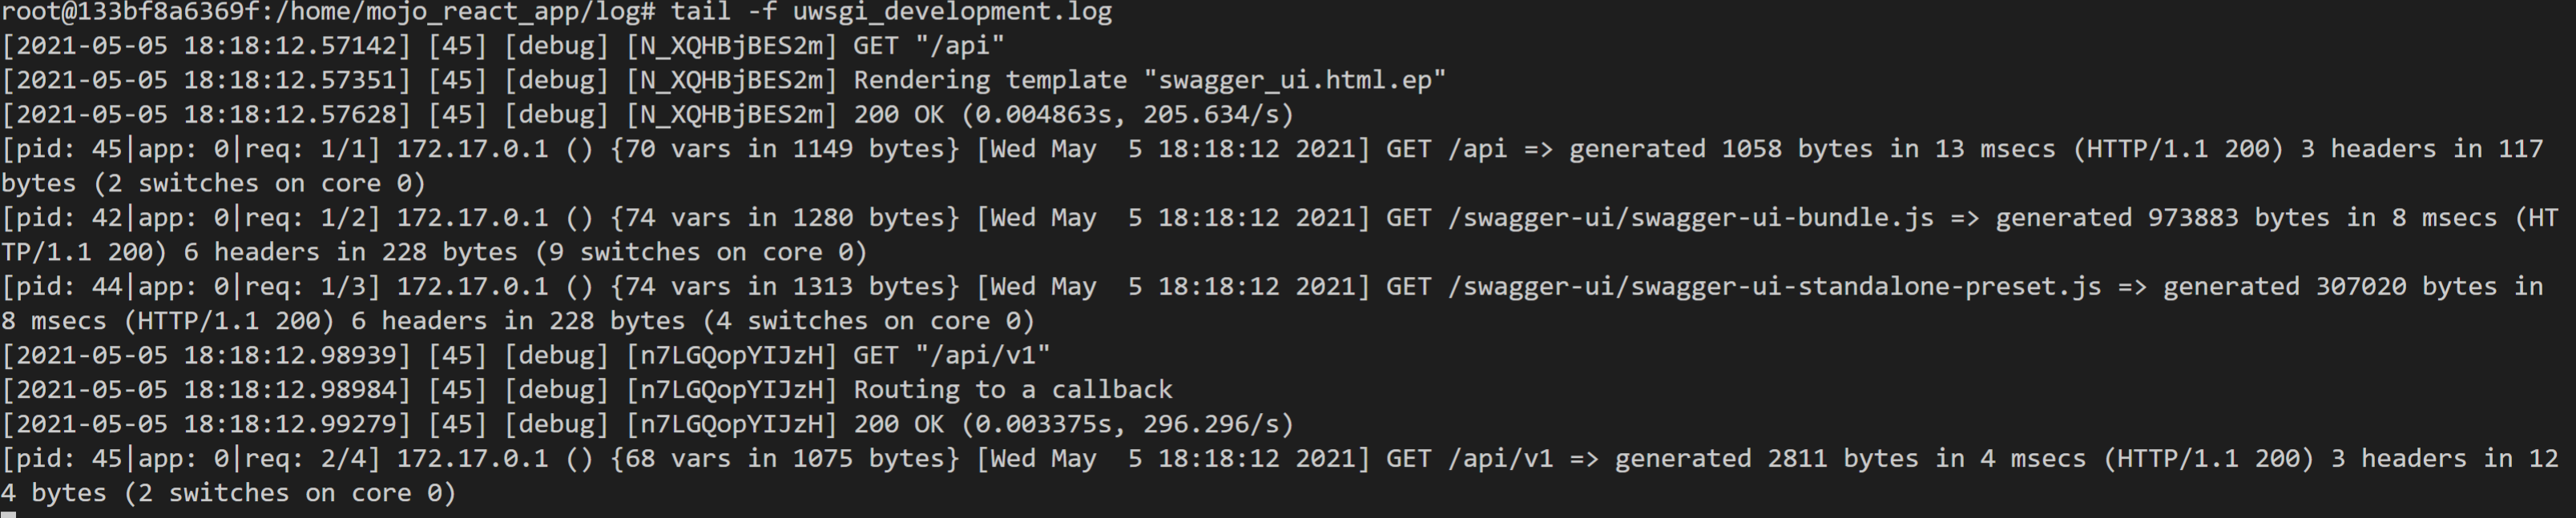 root@133bf8a6369f:/home/mojo_react_app/log# tail -f uwsgi_development.log
[2021-05-05 18:18:12.57142] [45] [debug] [N_XQHBjBES2m] GET "/api"
[2021-05-05 18:18:12.57351] [45] [debug] [N_XQHBjBES2m] Rendering template "swagger_ui.html.ep"
[2021-05-05 18:18:12.57628] [45] [debug] [N_XQHBjBES2m] 200 OK (0.004863s, 205.634/s)
[pid: 45|app: 0|req: 1/1] 172.17.0.1 () {70 vars in 1149 bytes} [Wed May  5 18:18:12 2021] GET /api => generated 1058 bytes in 13 msecs (HTTP/1.1 200) 3 headers in 117
bytes (2 switches on core 0)
[pid: 42|app: 0|req: 1/2] 172.17.0.1 () {74 vars in 1280 bytes} [Wed May  5 18:18:12 2021] GET /swagger-ui/swagger-ui-bundle.js => generated 973883 bytes in 8 msecs (HT
TP/1.1 200) 6 headers in 228 bytes (9 switches on core 0)
[pid: 44|app: 0|req: 1/3] 172.17.0.1 () {74 vars in 1313 bytes} [Wed May  5 18:18:12 2021] GET /swagger-ui/swagger-ui-standalone-preset.js => generated 307020 bytes in
8 msecs (HTTP/1.1 200) 6 headers in 228 bytes (4 switches on core 0)
[2021-05-05 18:18:12.98939] [45] [debug] [n7LGQopYIJzH] GET "/api/v1"
[2021-05-05 18:18:12.98984] [45] [debug] [n7LGQopYIJzH] Routing to a callback
[2021-05-05 18:18:12.99279] [45] [debug] [n7LGQopYIJzH] 200 OK (0.003375s, 296.296/s)
[pid: 45|app: 0|req: 2/4] 172.17.0.1 () {68 vars in 1075 bytes} [Wed May  5 18:18:12 2021] GET /api/v1 => generated 2811 bytes in 4 msecs (HTTP/1.1 200) 3 headers in 12
4 bytes (2 switches on core 0)